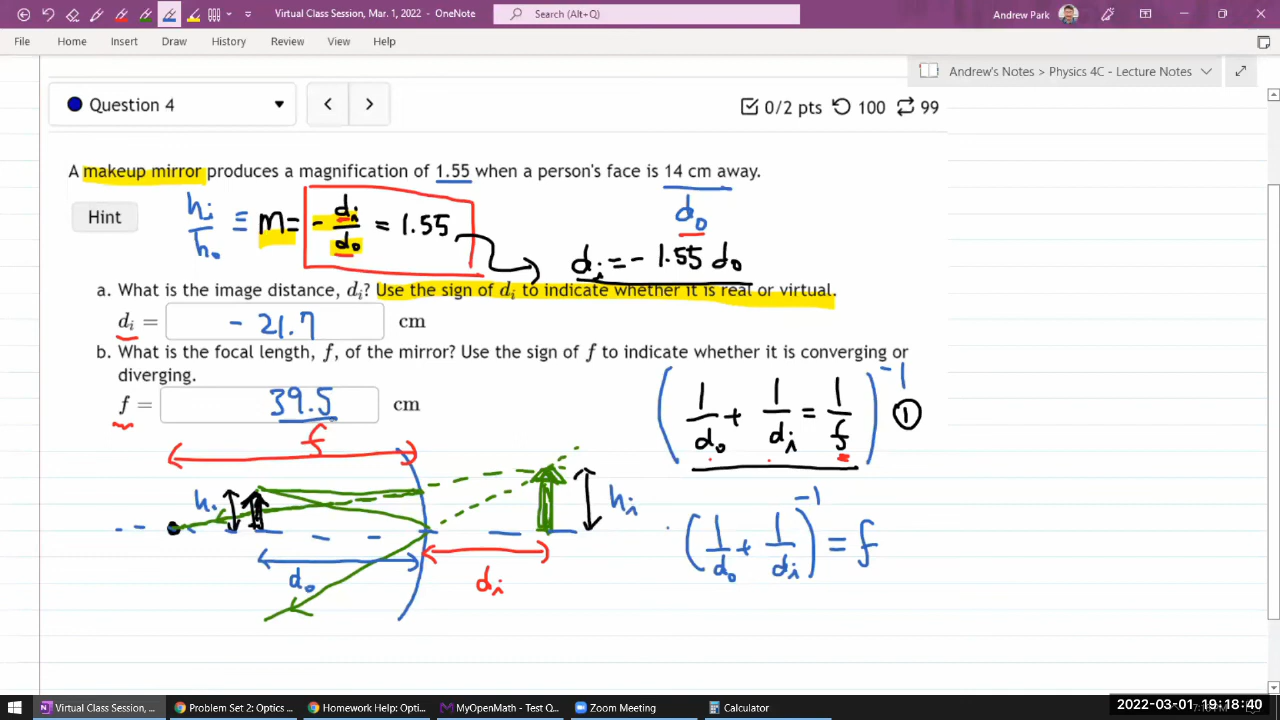 Virtual Class Session, Mar. 1, 2022 - OneNote
Search (Alt+Q)
Andrew Park
File Home Insert Draw History Review View Help
Andrew's Notes > Physics 4C - Lecture Notes
Question 4
0/2 pts 100 99
A makeup mirror produces a magnification of 1.55 when a person's face is 14 cm away.
Hint
hi/ho ≡ m = - di/do = 1.55
do
di = - 1.55 do
a. What is the image distance, di? Use the sign of di to indicate whether it is real or virtual.
di = - 21.7 cm
b. What is the focal length, f, of the mirror? Use the sign of f to indicate whether it is converging or
diverging.
f = 39.5 cm
(1/do + 1/di = 1/f)^-1 ①
f
hi
do
di
(1/do + 1/di)^-1 = f
Virtual Class Session, ...
Problem Set 2: Optics ...
Homework Help: Opti...
MyOpenMath - Test Q...
Zoom Meeting
Calculator
2022-03-01 19:18:40